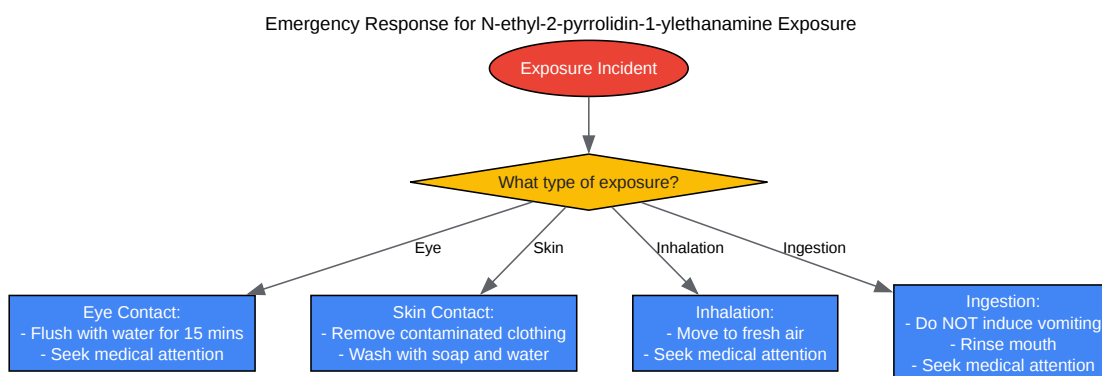 Emergency Response for N-ethyl-2-pyrrolidin-1-ylethanamine Exposure
Exposure Incident
What type of exposure?
Eye
Skin
Inhalation
Ingestion
Eye Contact:
- Flush with water for 15 mins
- Seek medical attention
Skin Contact:
- Remove contaminated clothing
- Wash with soap and water
Inhalation:
- Move to fresh air
- Seek medical attention
Ingestion:
- Do NOT induce vomiting
- Rinse mouth
- Seek medical attention